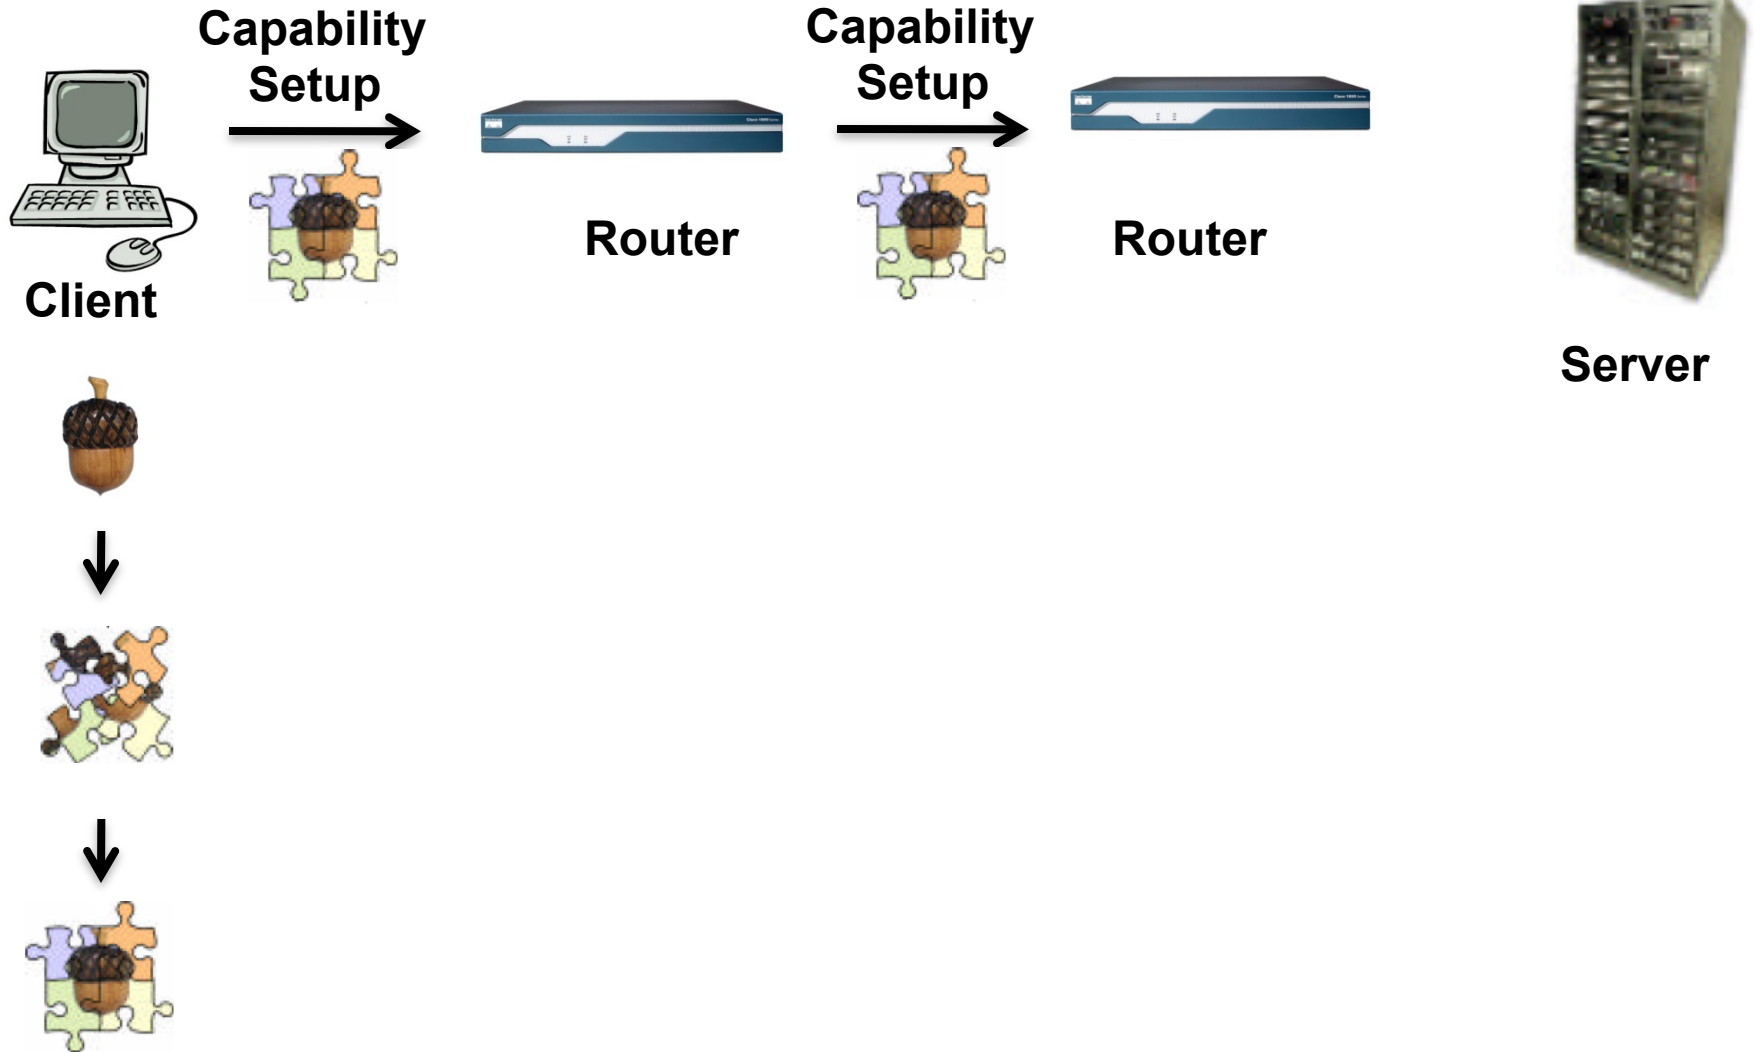 Capability
Setup
Capability
Setup
Router
Router
Client
Server